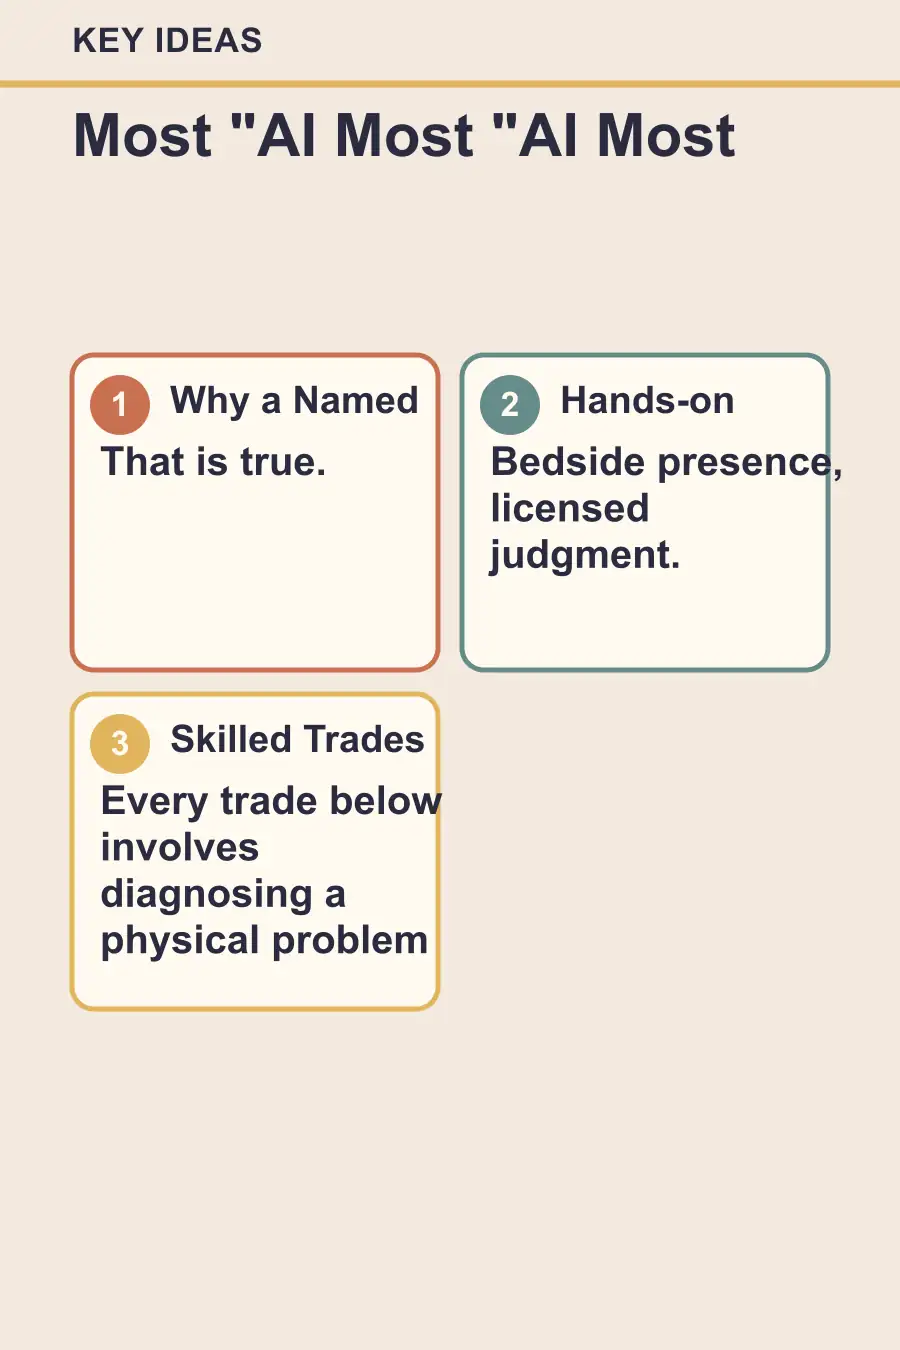 KEY IDEAS
Most "AI Most "AI Most
1 Why a Named
That is true.
2 Hands-on
Bedside presence,
licensed
judgment.
3 Skilled Trades
Every trade below
involves
diagnosing a
physical problem